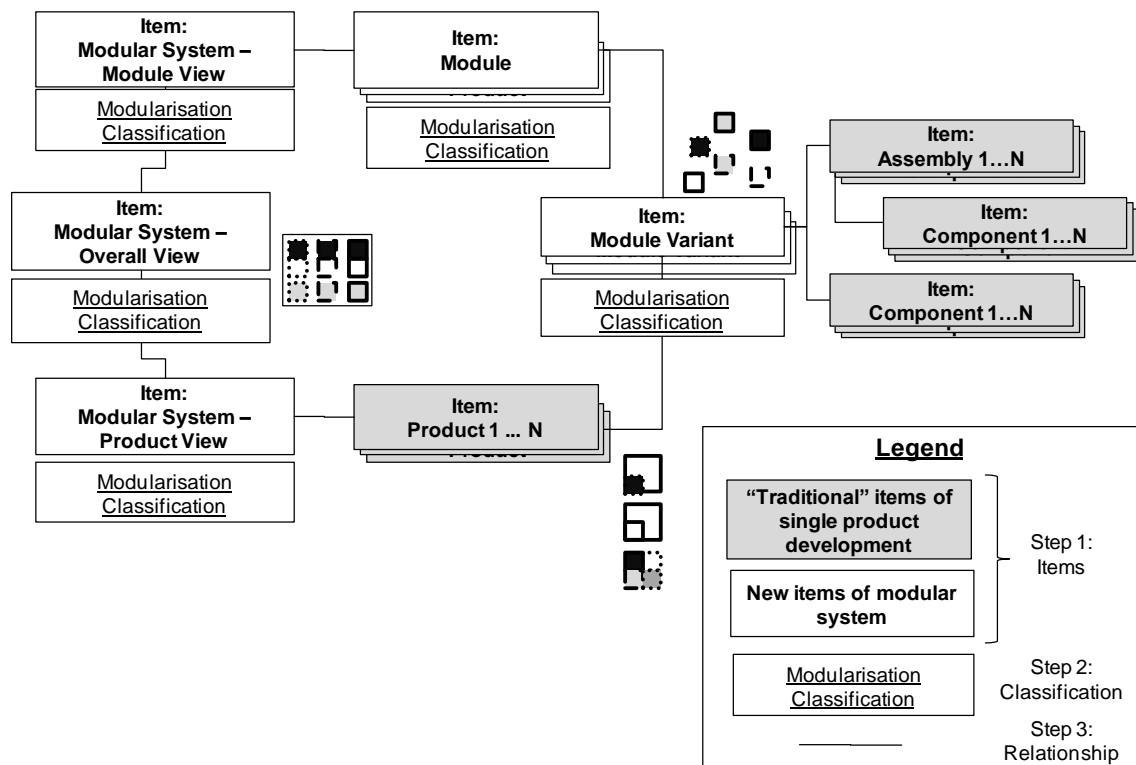 Item:
Modular System –
Module View
Modularisation
Classification
Item:
Module
Modularisation
Classification
Item:
Modular System –
Overall View
Modularisation
Classification
Item:
Module Variant
Modularisation
Classification
Item:
Assembly 1…N
Item:
Component 1…N
Item:
Component 1…N
Item:
Modular System –
Product View
Modularisation
Classification
Item:
Product 1 ... N
Product
Legend
“Traditional” items of
single product
development
New items of modular
system
Step 1:
Items
Modularisation
Classification
Step 2:
Classification
Step 3:
Relationship